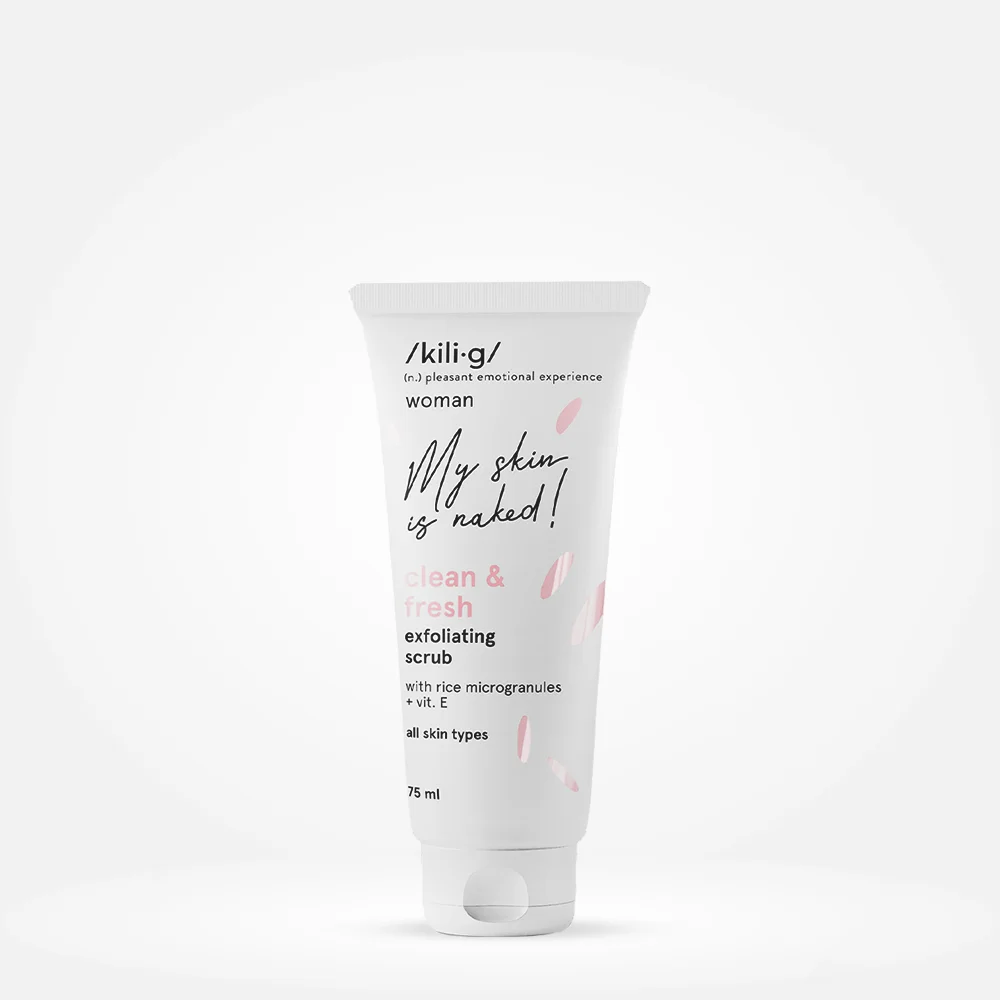 /kili·g/
(n.) pleasant emotional experience
woman
My skin
is naked!
clean &
fresh
exfoliating
scrub
with rice microgranules
+ vit. E
all skin types
75 ml